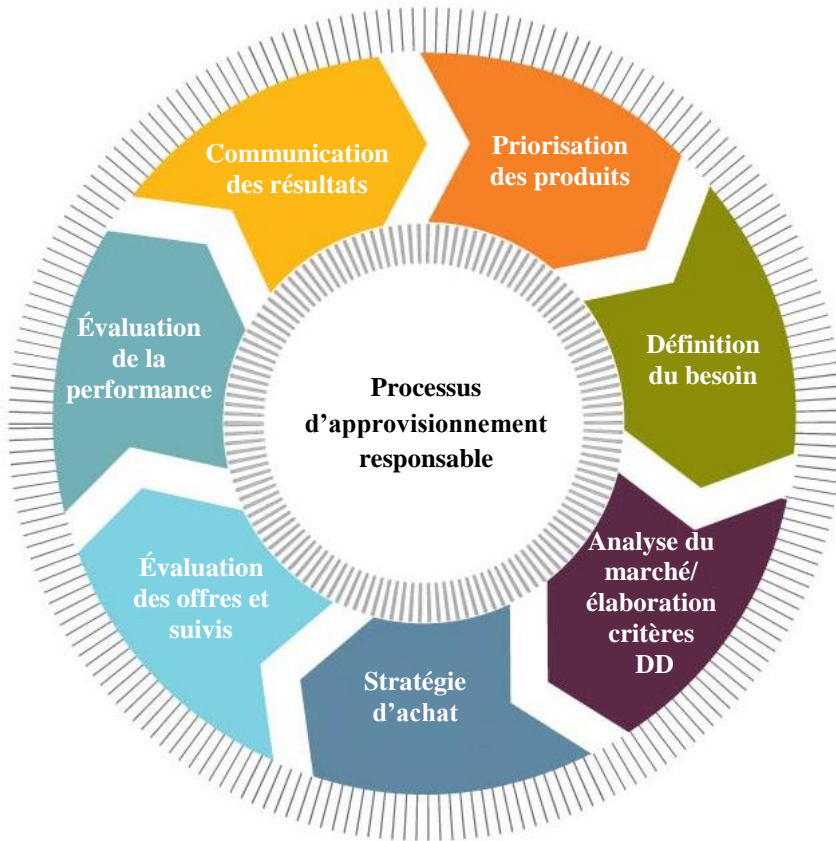 Processus
d’approvisionnement
responsable
Priorisation
des produits
Définition
du besoin
Analyse du
marché/
élaboration
critères
DD
Stratégie
d’achat
Évaluation
des offres et
suivis
Évaluation
de la
performance
Communication
des résultats